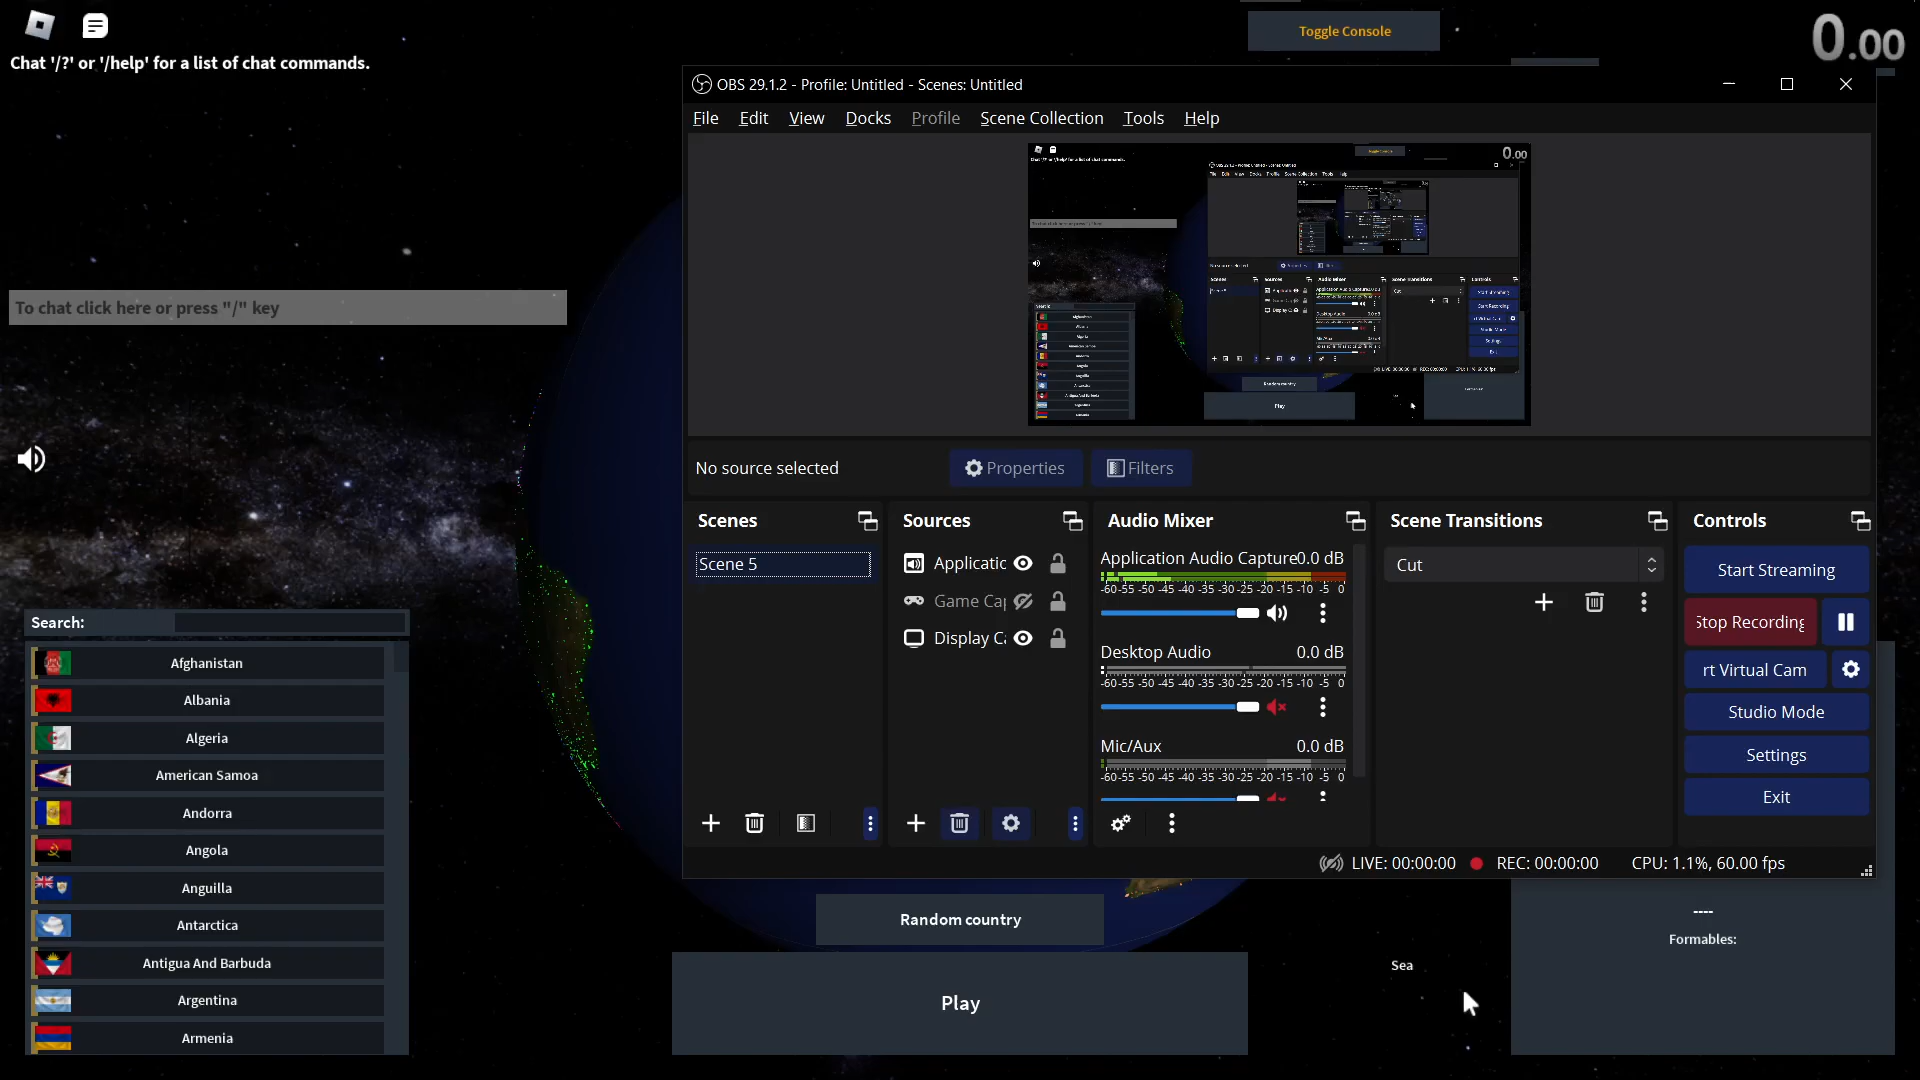 Chat '/?' or '/help' for a list of chat commands.
Toggle Console
0.00
To chat click here or press "/" key
Search:
Afghanistan
Albania
Algeria
American Samoa
Andorra
Angola
Anguilla
Antarctica
Antigua And Barbuda
Argentina
Armenia
OBS 29.1.2 - Profile: Untitled - Scenes: Untitled
File Edit View Docks Profile Scene Collection Tools Help
No source selected Properties Filters
Scenes
Scene 5
Sources
Applicatic
Game Ca
Display Ca
Audio Mixer
Application Audio Capture 0.0 dB
-60 -55 -50 -45 -40 -35 -30 -25 -20 -15 -10 -5 0
Desktop Audio 0.0 dB
-60 -55 -50 -45 -40 -35 -30 -25 -20 -15 -10 -5 0
Mic/Aux 0.0 dB
-60 -55 -50 -45 -40 -35 -30 -25 -20 -15 -10 -5 0
Scene Transitions
Cut
Controls
Start Streaming
Stop Recording
rt Virtual Cam
Studio Mode
Settings
Exit
LIVE: 00:00:00 REC: 00:00:00 CPU: 1.1%, 60.00 fps
Random country
Play
Sea
----
Formables: